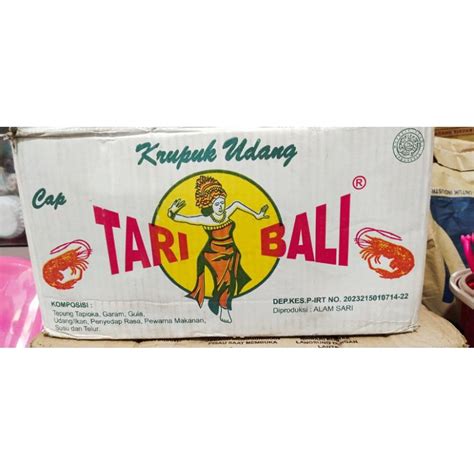 Krupuk Udang
Cap
TARI BALI ®
KOMPOSISI :
Tepung Tapioka, Garam, Gula,
Udang/Ikan, Penyedap Rasa, Pewarna Makanan,
Susu dan Telur.
DEP.KES.P-IRT NO. 2023215010714-22
Diproduksi : ALAM SARI